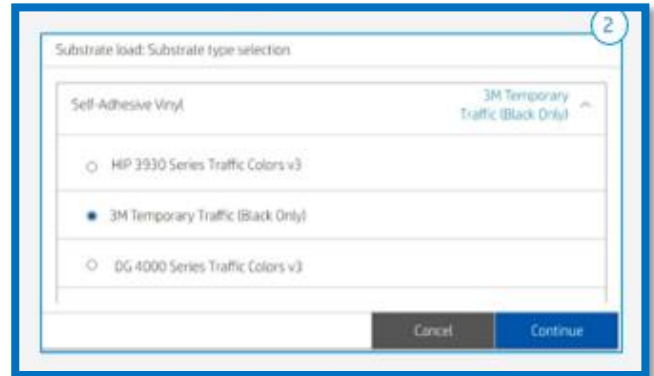 2
Substrate load: Substrate type selection
Self-Adhesive Vinyl
3M Temporary
Traffic (Black Only)
HIP 3930 Series Traffic Colors v3
3M Temporary Traffic (Black Only)
DG 4000 Series Traffic Colors v3
Cancel
Continue